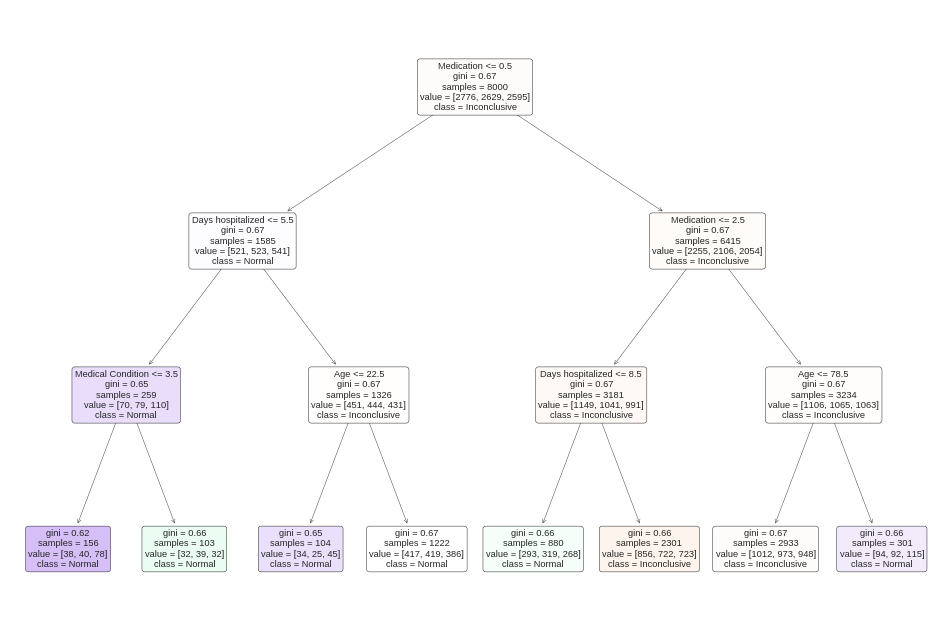 Medication <= 0.5
gini = 0.67
samples = 8000
value = [2776, 2629, 2595]
class = Inconclusive
Days hospitalized <= 5.5
gini = 0.67
samples = 1585
value = [521, 523, 541]
class = Normal
Medication <= 2.5
gini = 0.67
samples = 6415
value = [2255, 2106, 2054]
class = Inconclusive
Medical Condition <= 3.5
gini = 0.65
samples = 259
value = [70, 79, 110]
class = Normal
Age <= 22.5
gini = 0.67
samples = 1326
value = [451, 444, 431]
class = Inconclusive
Days hospitalized <= 8.5
gini = 0.67
samples = 3181
value = [1149, 1041, 991]
class = Inconclusive
Age <= 78.5
gini = 0.67
samples = 3234
value = [1106, 1065, 1063]
class = Inconclusive
gini = 0.62
samples = 156
value = [38, 40, 78]
class = Normal
gini = 0.66
samples = 103
value = [32, 39, 32]
class = Normal
gini = 0.65
samples = 104
value = [34, 25, 45]
class = Normal
gini = 0.67
samples = 1222
value = [417, 419, 386]
class = Normal
gini = 0.66
samples = 880
value = [293, 319, 268]
class = Normal
gini = 0.66
samples = 2301
value = [856, 722, 723]
class = Inconclusive
gini = 0.67
samples = 2933
value = [1012, 973, 948]
class = Inconclusive
gini = 0.66
samples = 301
value = [94, 92, 115]
class = Normal